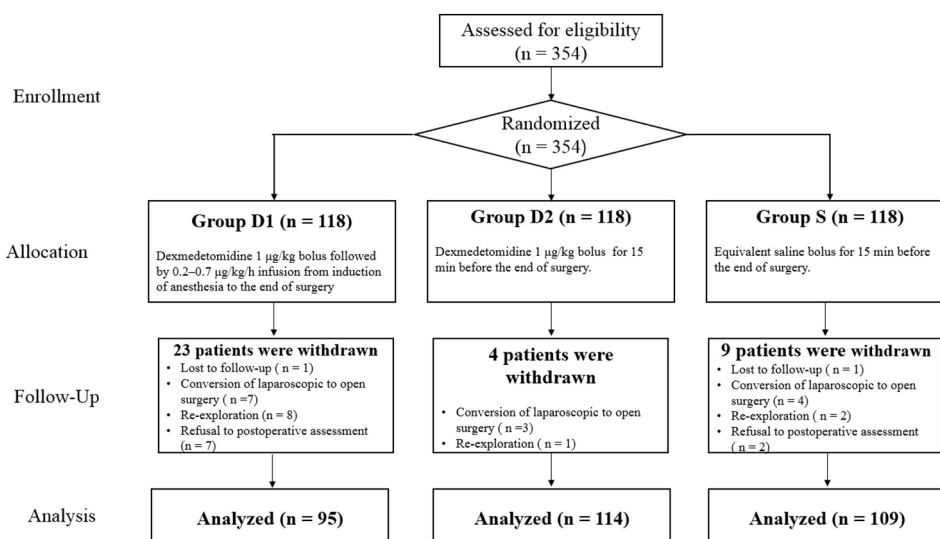 Assessed for eligibility
(n = 354)
Enrollment
Randomized
(n = 354)
Allocation
Group D1 (n = 118)
Dexmedetomidine 1 μg/kg bolus followed
by 0.2–0.7 μg/kg/h infusion from induction
of anesthesia to the end of surgery
Group D2 (n = 118)
Dexmedetomidine 1 μg/kg bolus for 15
min before the end of surgery.
Group S (n = 118)
Equivalent saline bolus for 15 min before
the end of surgery.
Follow-Up
23 patients were withdrawn
• Lost to follow-up ( n = 1)
• Conversion of laparoscopic to open
surgery ( n =7)
• Re-exploration ( n = 8)
• Refusal to postoperative assessment
(n = 7)
4 patients were
withdrawn
• Conversion of laparoscopic to open
surgery ( n =3)
• Re-exploration ( n = 1)
9 patients were withdrawn
• Lost to follow-up ( n = 1)
• Conversion of laparoscopic to open
surgery (n = 4)
• Re-exploration ( n = 2)
• Refusal to postoperative assessment
( n = 2)
Analysis
Analyzed (n = 95)
Analyzed (n = 114)
Analyzed (n = 109)